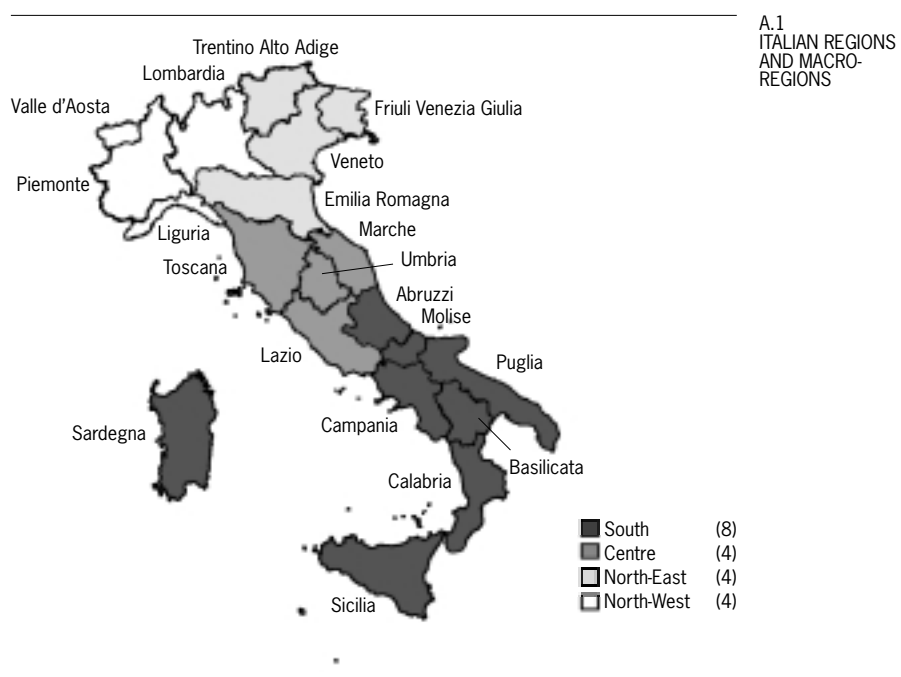 A.1
ITALIAN REGIONS
AND MACRO-
REGIONS
Trentino Alto Adige
Lombardia
Valle d'Aosta
Friuli Venezia Giulia
Veneto
Piemonte
Emilia Romagna
Marche
Liguria
Umbria
Toscana
Abruzzi
Molise
Lazio
Puglia
Campania
Sardegna
Basilicata
Calabria
South (8)
Centre (4)
North-East (4)
North-West (4)
Sicilia